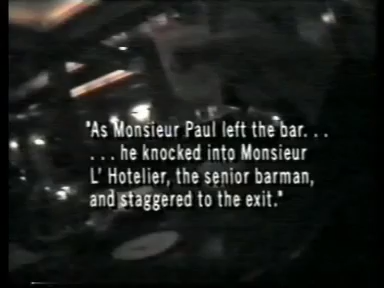 "As Monsieur Paul left the bar...
...he knocked into Monsieur
L' Hotelier, the senior barman,
and staggered to the exit."